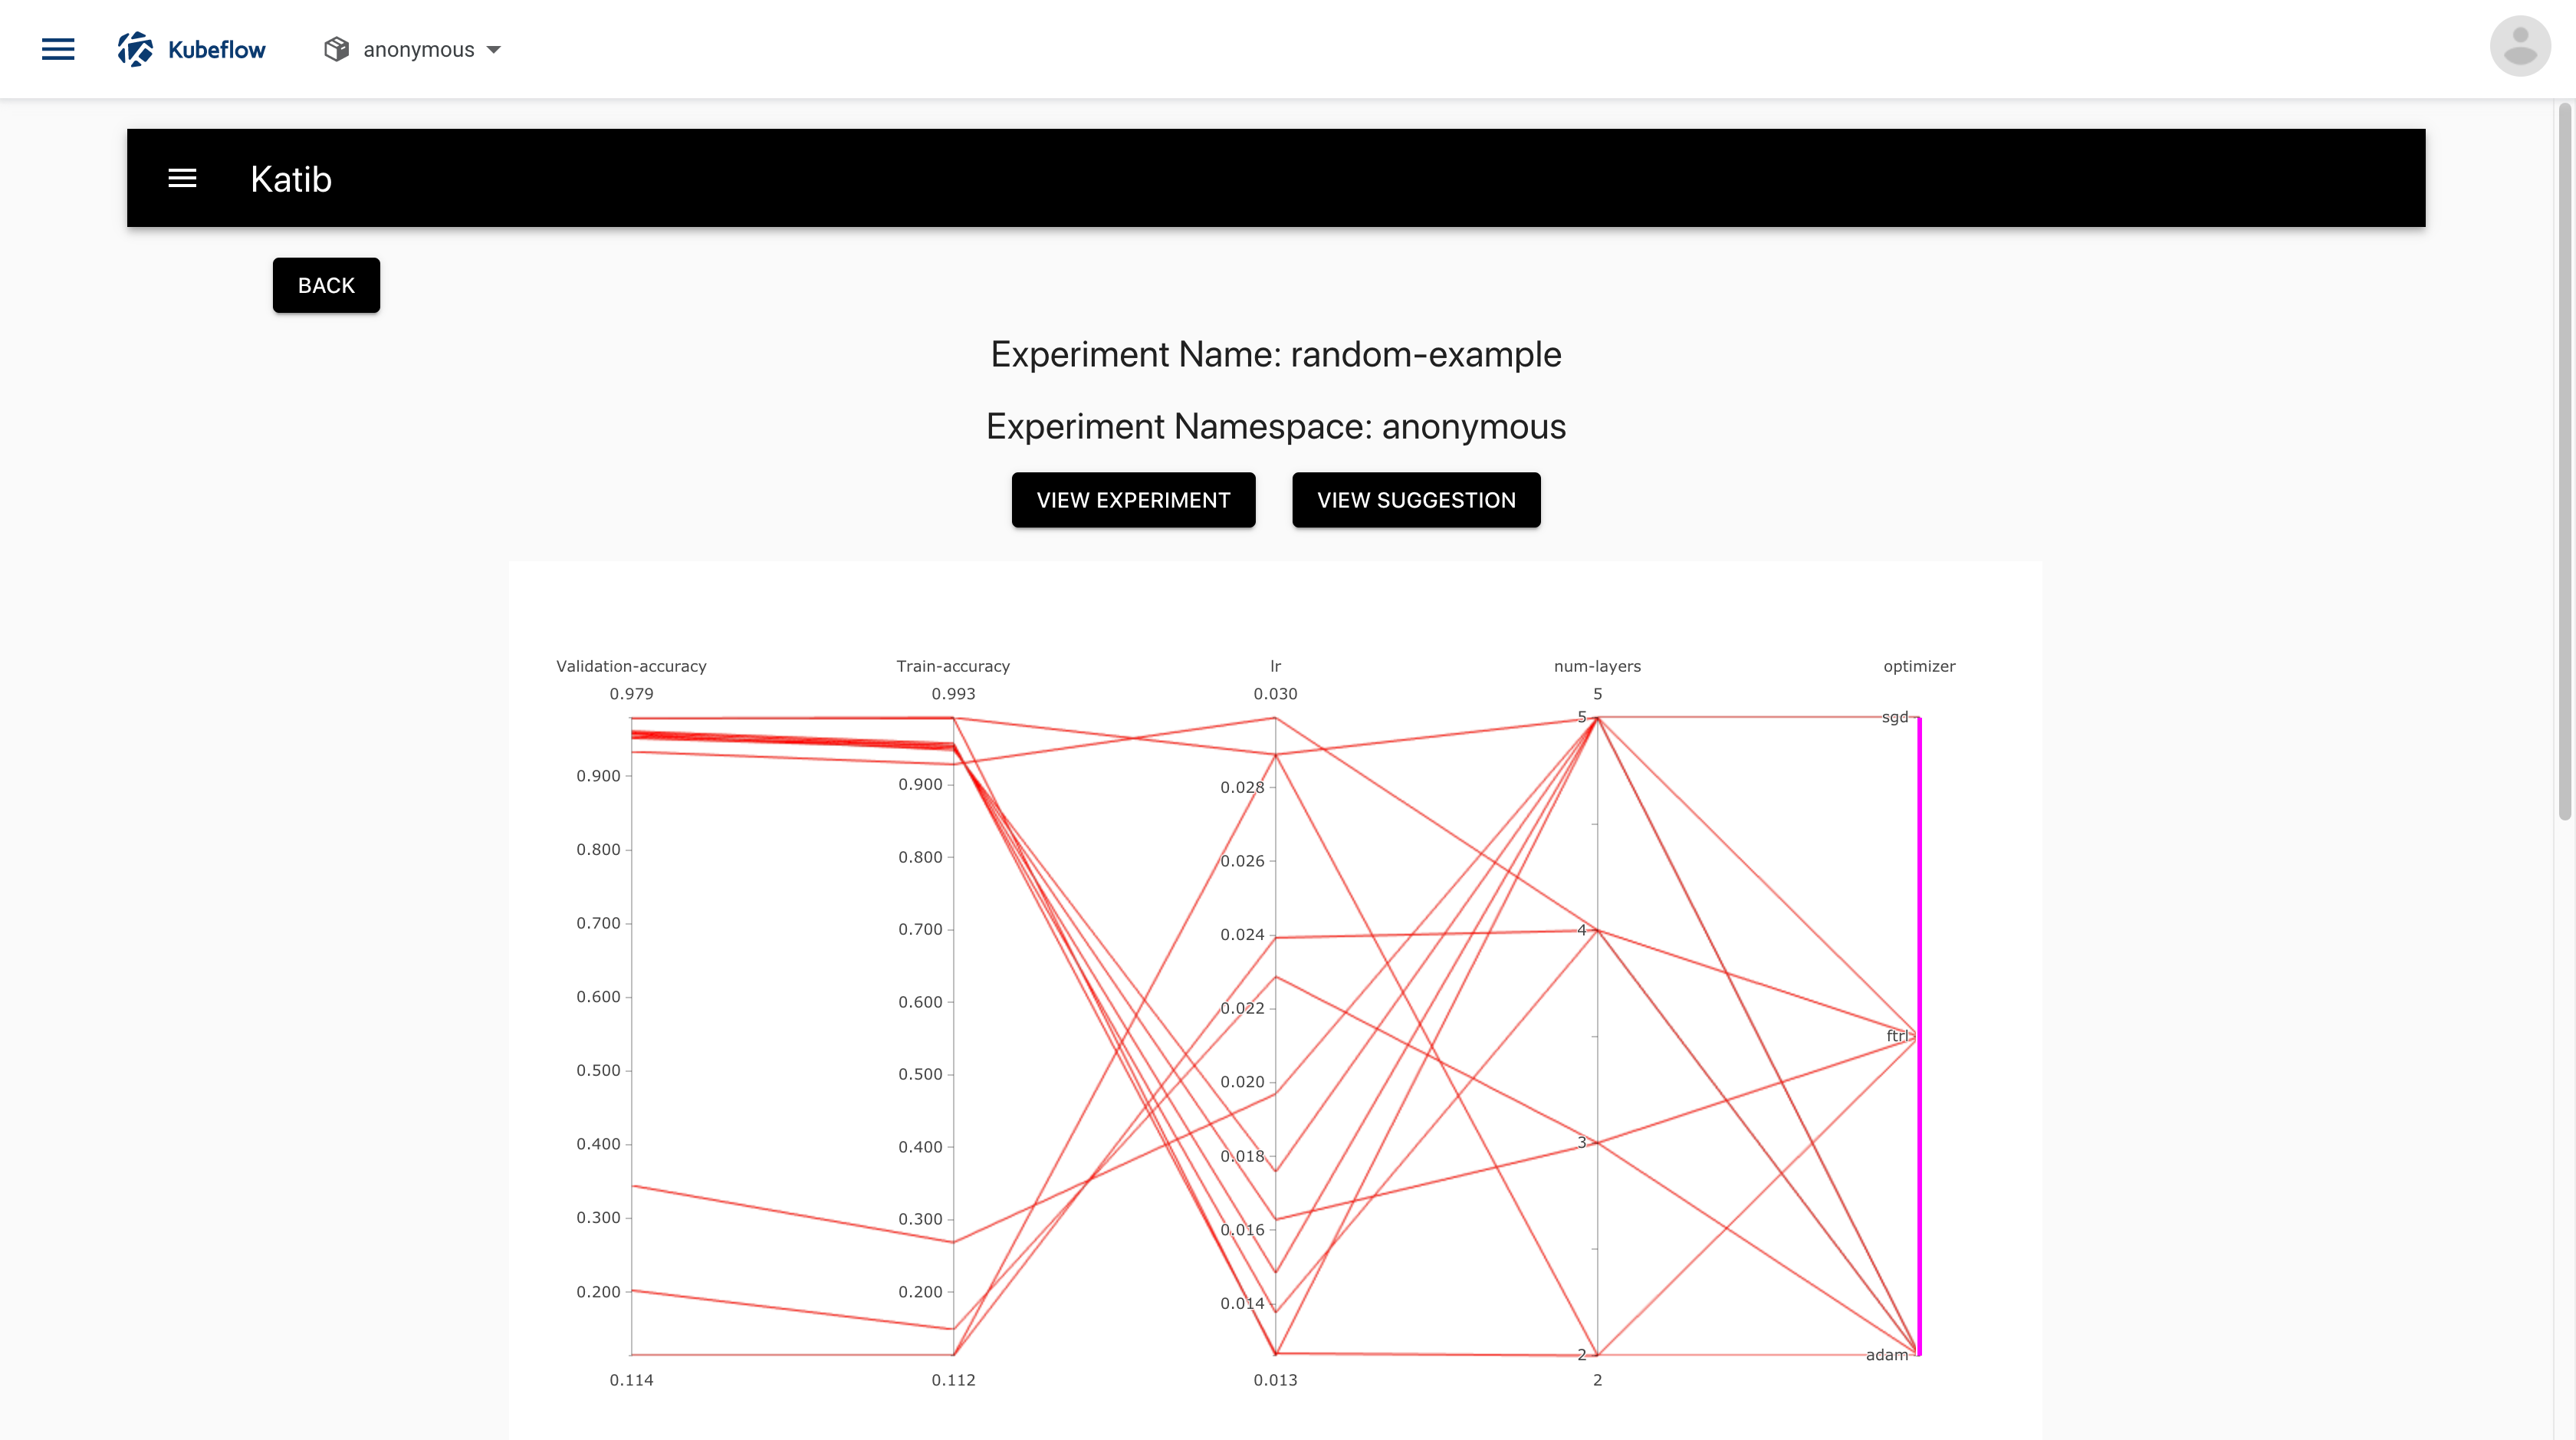 Kubeflow anonymous
Katib
BACK
Experiment Name: random-example
Experiment Namespace: anonymous
VIEW EXPERIMENT VIEW SUGGESTION
Validation-accuracy Train-accuracy lr num-layers optimizer
0.979 0.993 0.030 5
5 sgd
0.900 0.900 0.028
0.800 0.800 0.026
0.700 0.700 0.024 4
0.600 0.600 0.022 ftrl
0.500 0.500 0.020
0.400 0.400 0.018 3
0.300 0.300 0.016
0.200 0.200 0.014
2 adam
0.114 0.112 0.013 2